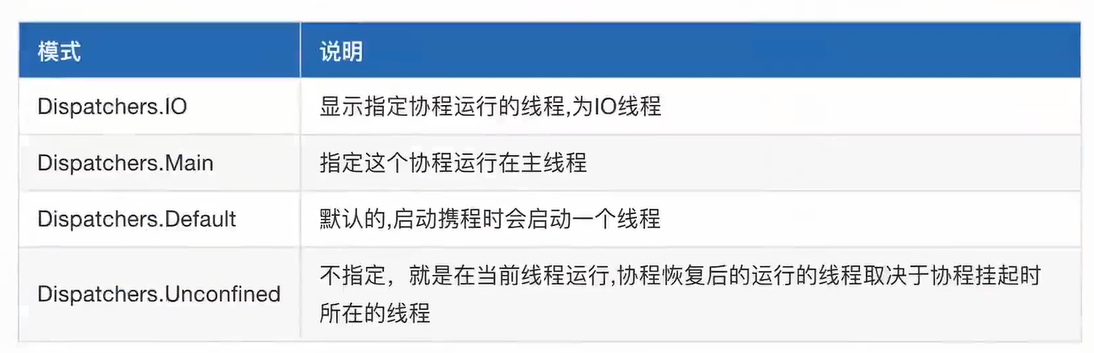 模式 说明
Dispatchers.IO 显示指定协程运行的线程,为IO线程
Dispatchers.Main 指定这个协程运行在主线程
Dispatchers.Default 默认的,启动携程时会启动一个线程
Dispatchers.Unconfined 不指定，就是在当前线程运行,协程恢复后的运行的线程取决于协程挂起时
所在的线程